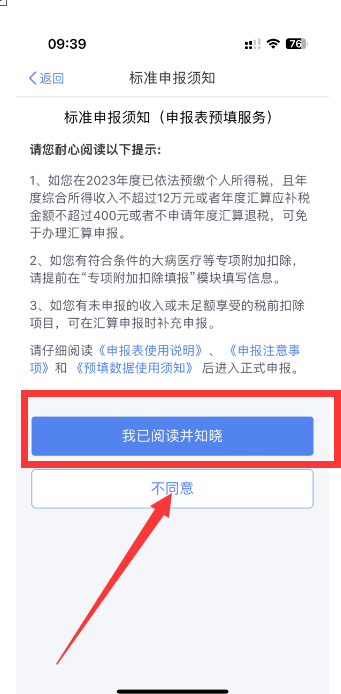 09:39
76
返回
标准申报须知
标准申报须知（申报表预填服务）
请您耐心阅读以下提示：
1、如您在2023年度已依法预缴个人所得税，且年
度综合所得收入不超过12万元或者年度汇算应补税
金额不超过400元或者不申请年度汇算退税，可免
于办理汇算申报。
2、如您有符合条件的大病医疗等专项附加扣除，
请提前在“专项附加扣除填报”模块填写信息。
3、如您有未申报的收入或未足额享受的税前扣除
项目，可在汇算申报时补充申报。
请仔细阅读《申报表使用说明》、《申报注意事
项》和《预填数据使用须知》后进入正式申报。
我已阅读并知晓
不同意